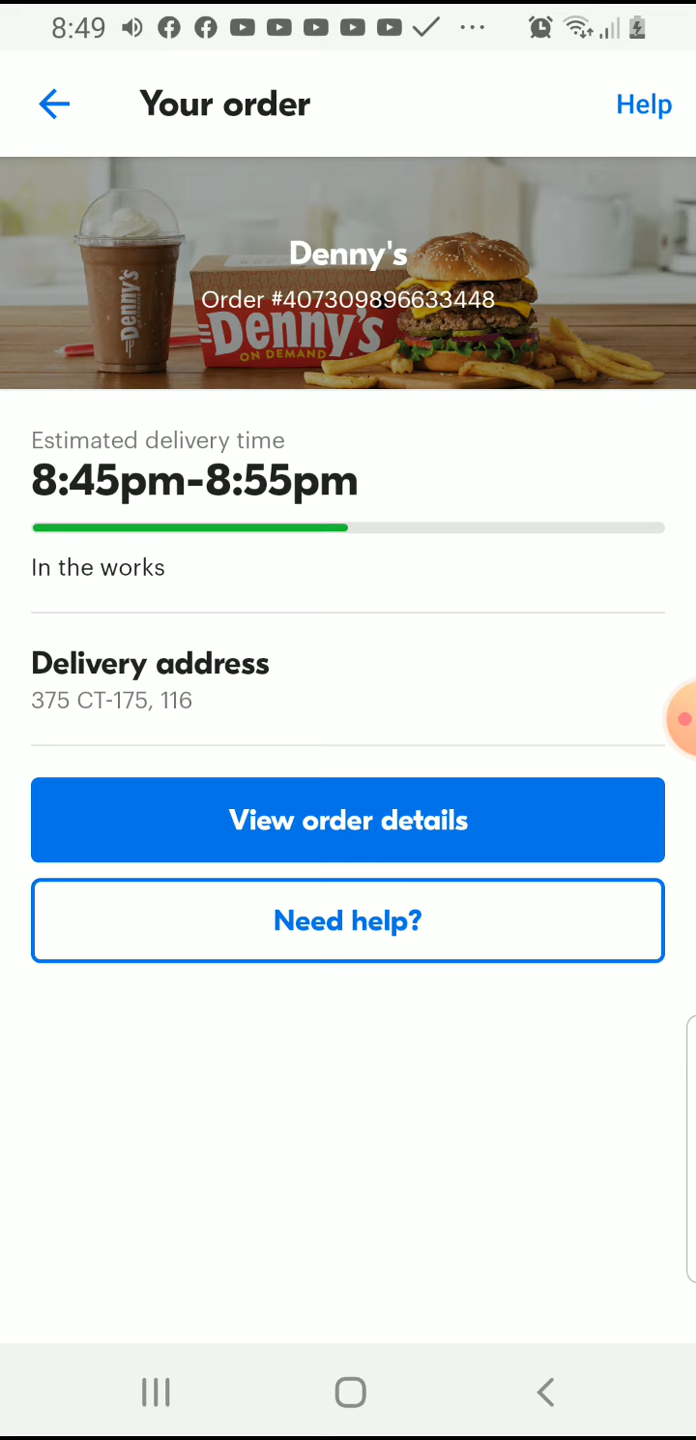 8:49
Your order
Help
Denny's
Order #407309896633448
Denny's
Denny's
ON DEMAND
Estimated delivery time
8:45pm-8:55pm
In the works
Delivery address
375 CT-175, 116
View order details
Need help?